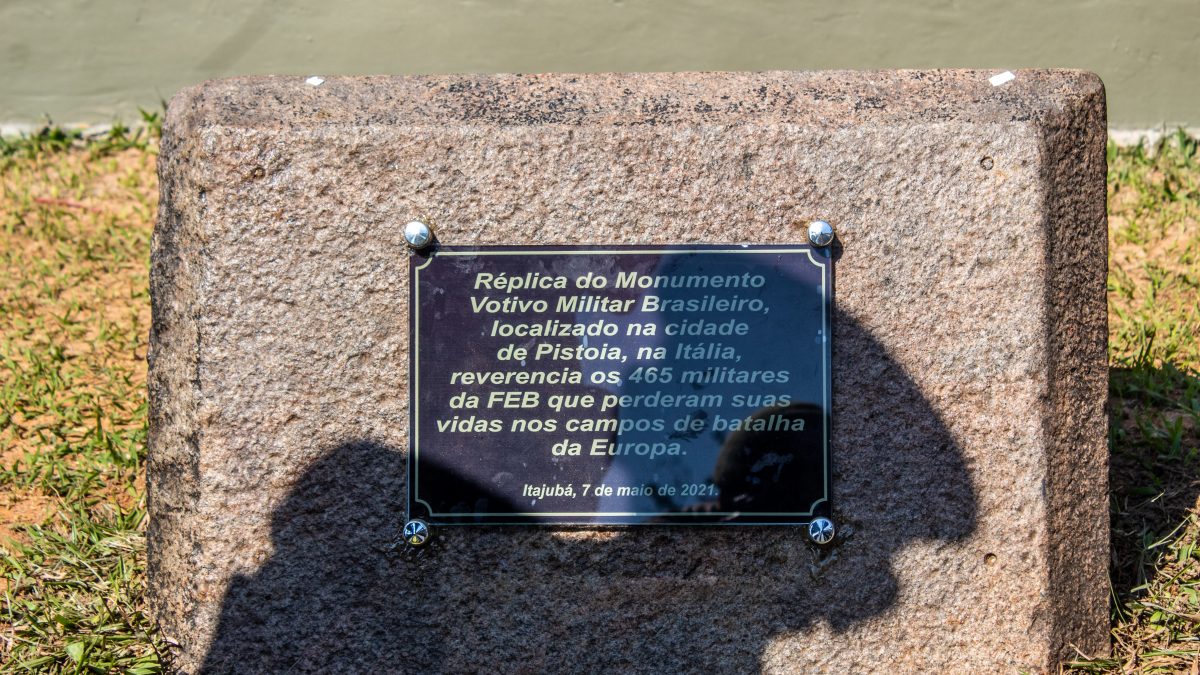 Réplica do Monumento
Votivo Militar Brasileiro,
localizado na cidade
de Pistoia, na Itália,
reverencia os 465 militares
da FEB que perderam suas
vidas nos campos de batalha
da Europa.
Itajubá, 7 de maio de 2021.